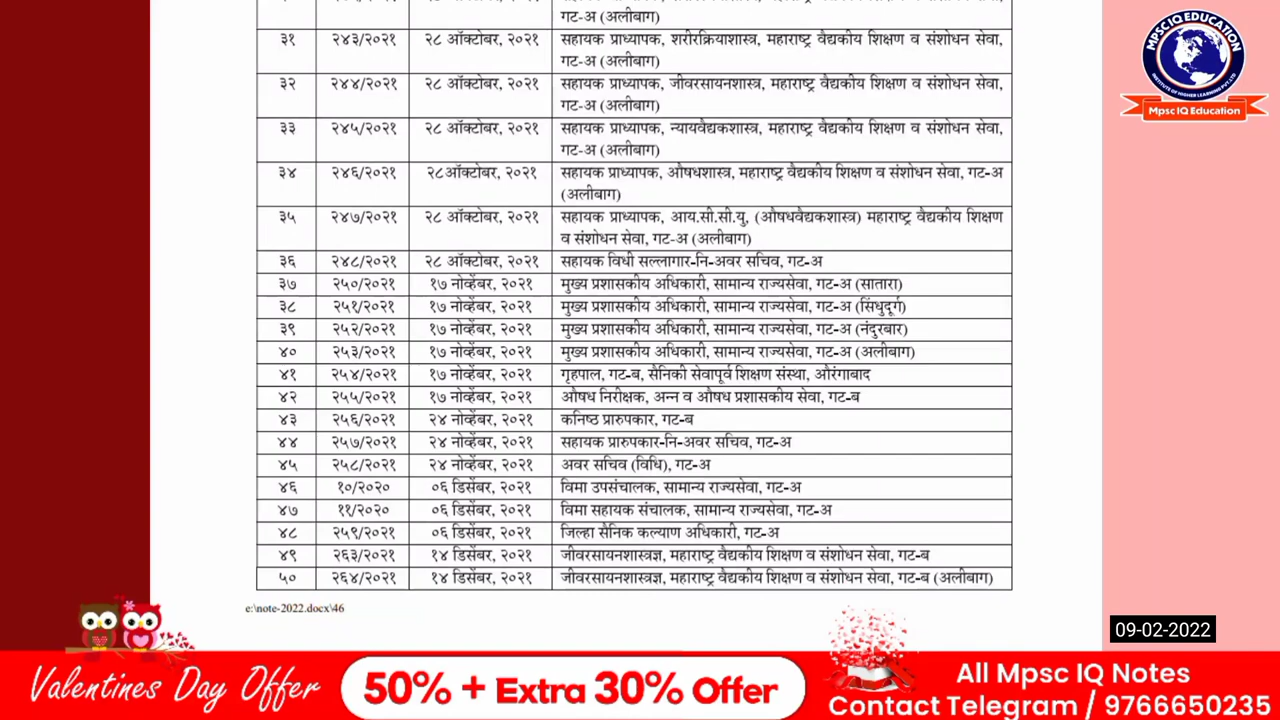 गट-अ (अलीबाग)
३१ २४३/२०२१ २८ ऑक्टोबर, २०२१ सहायक प्राध्यापक, शरीरक्रियाशास्त्र, महाराष्ट्र वैद्यकीय शिक्षण व संशोधन सेवा,
गट-अ (अलीबाग)
३२ २४४/२०२१ २८ ऑक्टोबर, २०२१ सहायक प्राध्यापक, जीवरसायनशास्त्र, महाराष्ट्र वैद्यकीय शिक्षण व संशोधन सेवा,
गट-अ (अलीबाग)
३३ २४५/२०२१ २८ ऑक्टोबर, २०२१ सहायक प्राध्यापक, न्यायवैद्यकशास्त्र, महाराष्ट्र वैद्यकीय शिक्षण व संशोधन सेवा,
गट-अ (अलीबाग)
३४ २४६/२०२१ २८ऑक्टोबर, २०२१ सहायक प्राध्यापक, औषधशास्त्र, महाराष्ट्र वैद्यकीय शिक्षण व संशोधन सेवा, गट-अ
(अलीबाग)
३५ २४७/२०२१ २८ ऑक्टोबर, २०२१ सहायक प्राध्यापक, आय.सी.सी.यु, (औषधवैद्यकशास्त्र) महाराष्ट्र वैद्यकीय शिक्षण
व संशोधन सेवा, गट-अ (अलीबाग)
३६ २४८/२०२१ २८ ऑक्टोबर, २०२१ सहायक विधी सल्लागार-नि-अवर सचिव, गट-अ
३७ २५०/२०२१ १७ नोव्हेंबर, २०२१ मुख्य प्रशासकीय अधिकारी, सामान्य राज्यसेवा, गट-अ (सातारा)
३८ २५१/२०२१ १७ नोव्हेंबर, २०२१ मुख्य प्रशासकीय अधिकारी, सामान्य राज्यसेवा, गट-अ (सिंधुदूर्ग)
३९ २५२/२०२१ १७ नोव्हेंबर, २०२१ मुख्य प्रशासकीय अधिकारी, सामान्य राज्यसेवा, गट-अ (नंदुरबार)
४० २५३/२०२१ १७ नोव्हेंबर, २०२१ मुख्य प्रशासकीय अधिकारी, सामान्य राज्यसेवा, गट-अ (अलीबाग)
४१ २५४/२०२१ १७ नोव्हेंबर, २०२१ गृहपाल, गट-ब, सैनिकी सेवापूर्व शिक्षण संस्था, औरंगाबाद
४२ २५५/२०२१ १७ नोव्हेंबर, २०२१ औषध निरीक्षक, अन्न व औषध प्रशासकीय सेवा, गट-ब
४३ २५६/२०२१ २४ नोव्हेंबर, २०२१ कनिष्ठ प्रारुपकार, गट-ब
४४ २५७/२०२१ २४ नोव्हेंबर, २०२१ सहायक प्रारुपकार-नि-अवर सचिव, गट-अ
४५ २५८/२०२१ २४ नोव्हेंबर, २०२१ अवर सचिव (विधि), गट-अ
४६ १०/२०२० ०६ डिसेंबर, २०२१ विमा उपसंचालक, सामान्य राज्यसेवा, गट-अ
४७ ११/२०२० ०६ डिसेंबर, २०२१ विमा सहायक संचालक, सामान्य राज्यसेवा, गट-अ
४८ २५९/२०२१ ०६ डिसेंबर, २०२१ जिल्हा सैनिक कल्याण अधिकारी, गट-अ
४९ २६३/२०२१ १४ डिसेंबर, २०२१ जीवरसायनशास्त्रज्ञ, महाराष्ट्र वैद्यकीय शिक्षण व संशोधन सेवा, गट-ब
५० २६४/२०२१ १४ डिसेंबर, २०२१ जीवरसायनशास्त्रज्ञ, महाराष्ट्र वैद्यकीय शिक्षण व संशोधन सेवा, गट-ब (अलीबाग)
e:\note-2022.docx\46
MPSC IQ EDUCATION
INSTITUTE OF HIGHER LEARNING PVT LTD
Mpsc IQ Education
09-02-2022
Valentines Day Offer
50% + Extra 30% Offer
All Mpsc IQ Notes
Contact Telegram / 9766650235